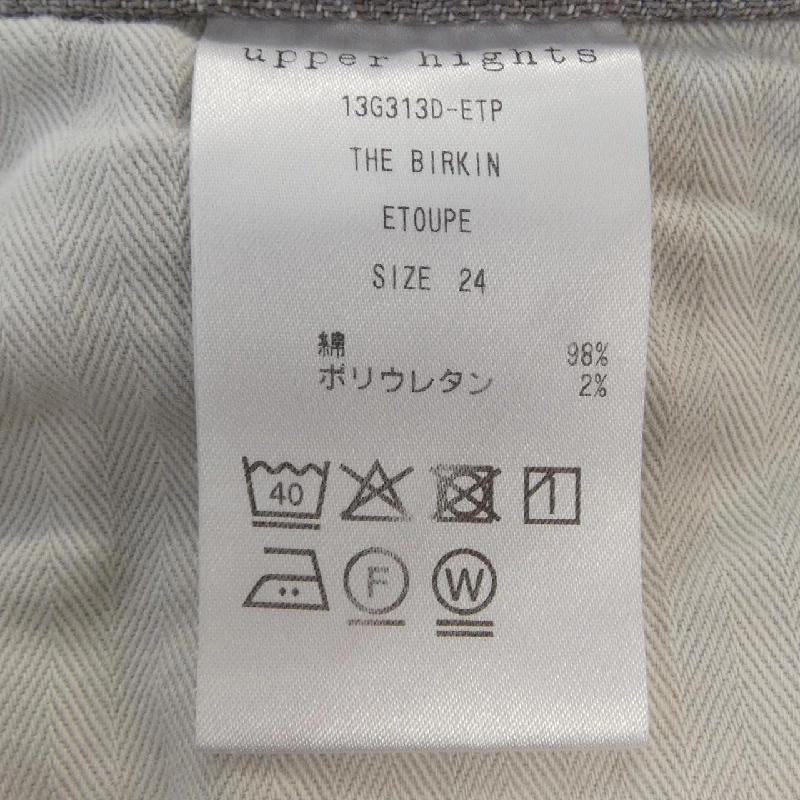 upper hights
13G313D-ETP
THE BIRKIN
ETOUPE
SIZE 24
綿 98%
ポリウレタン 2%
40
F W